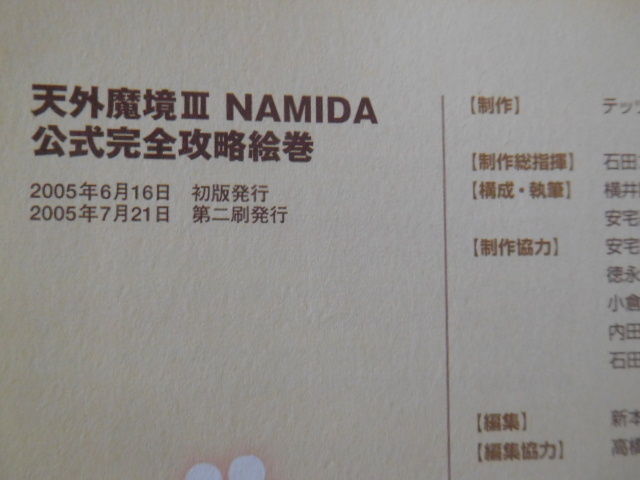 天外魔境Ⅲ NAMIDA
公式完全攻略絵巻
2005年6月16日 初版発行
2005年7月21日 第二刷発行
【制作】 テッ
【制作総指揮】 石田
【構成・執筆】 横井
安宅
【制作協力】 安宅
徳永
小倉
内田
石田
【編集】 新本
【編集協力】 高橋